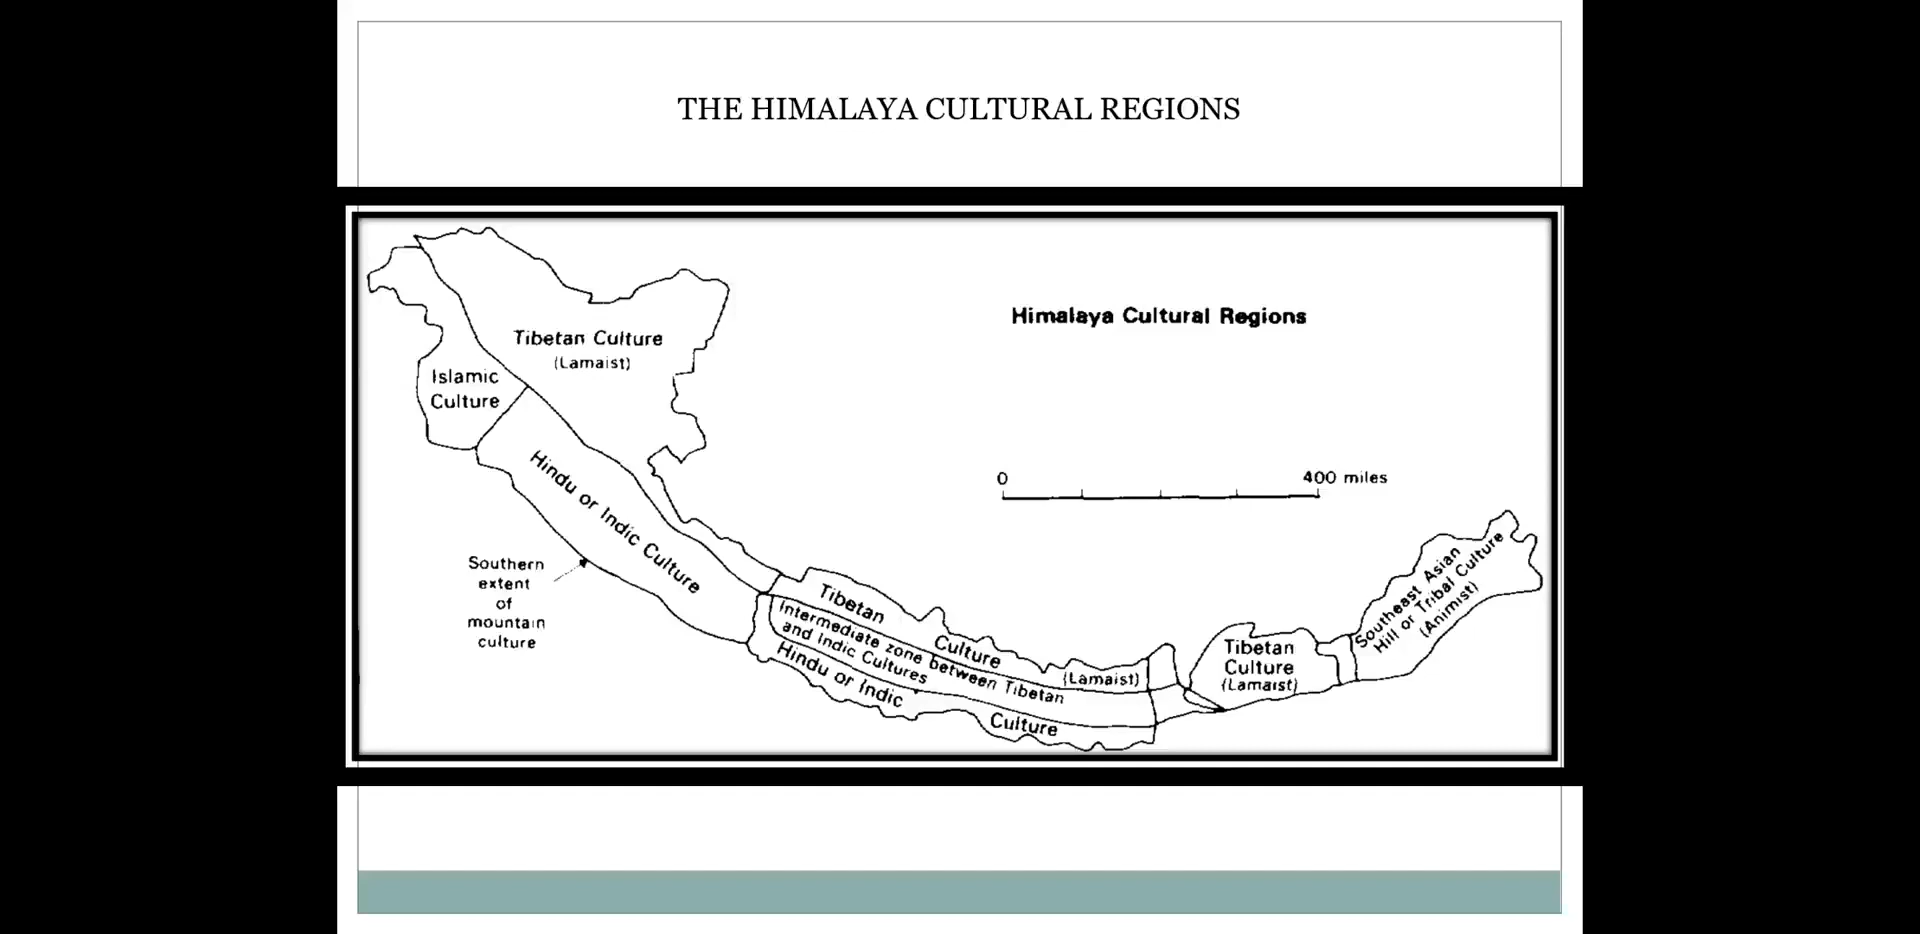 THE HIMALAYA CULTURAL REGIONS
Himalaya Cultural Regions
Tibetan Culture
(Lamaist)
Islamic
Culture
Hindu or Indic Culture
0 400 miles
Southern
extent
of
mountain
culture
Tibetan Culture
(Lamaist)
Intermediate zone between Tibetan
and Indic Cultures
Hindu or Indic Culture
Tibetan
Culture
(Lamaist)
Southeast Asian
Hill or Tribal Culture
(Animist)